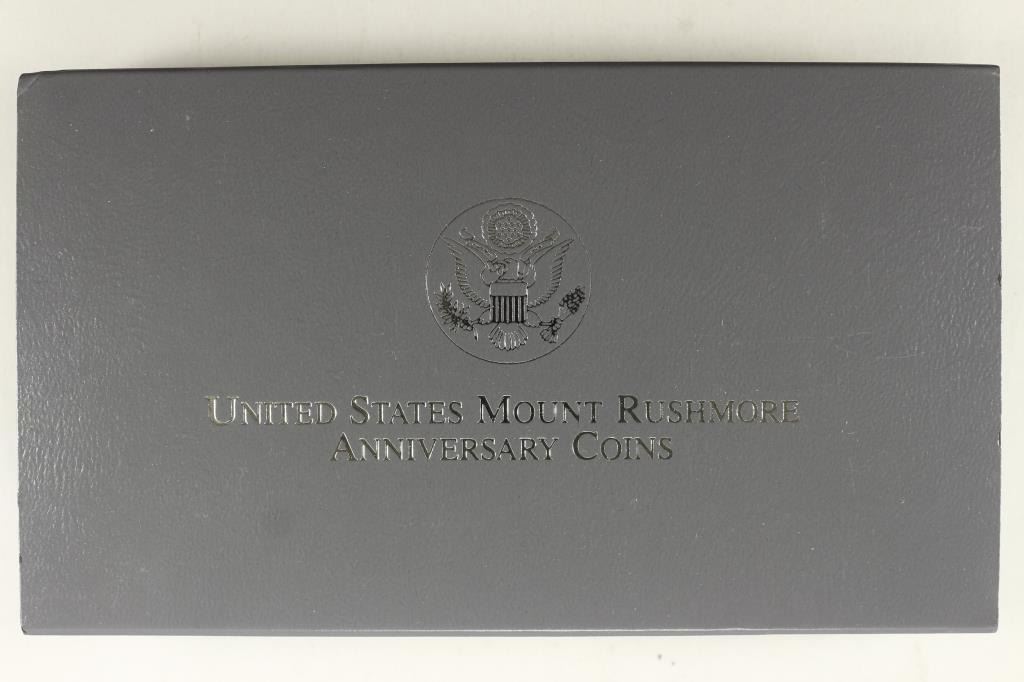 United States Mount Rushmore
Anniversary Coins